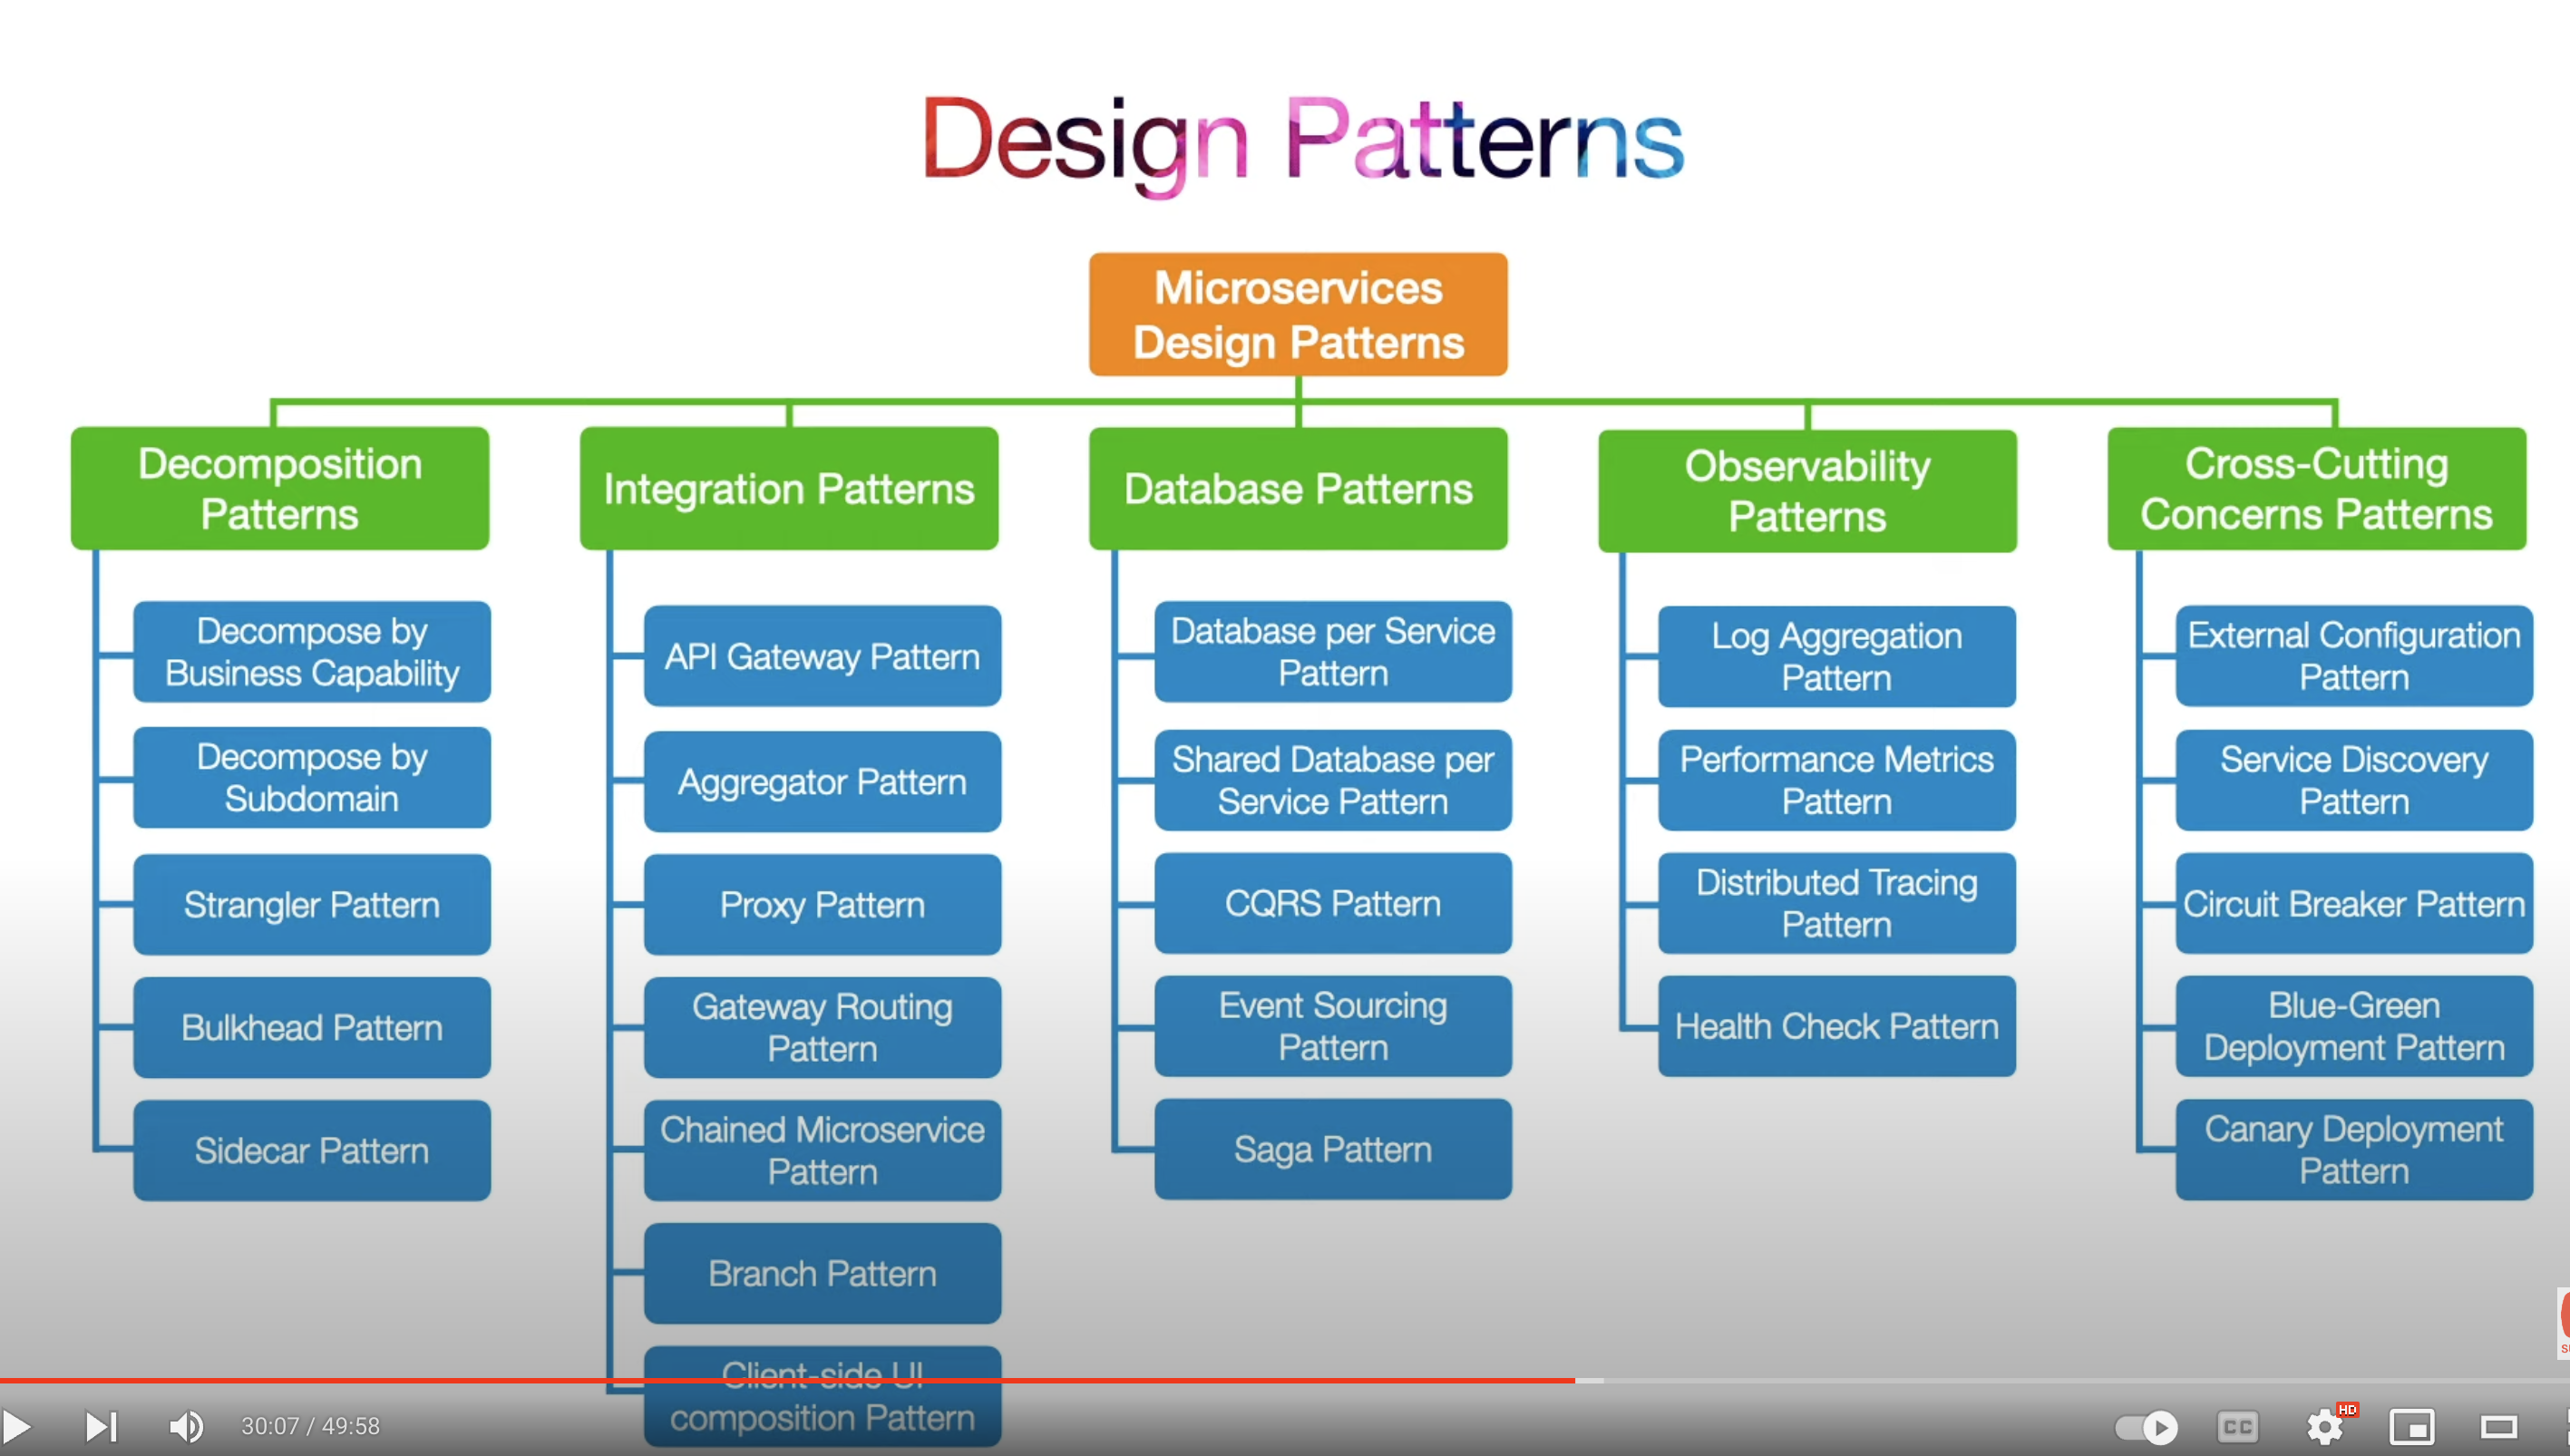 Design Patterns
Microservices
Design Patterns
Decomposition
Patterns
Decompose by
Business Capability
Decompose by
Subdomain
Strangler Pattern
Bulkhead Pattern
Sidecar Pattern
Integration Patterns
API Gateway Pattern
Aggregator Pattern
Proxy Pattern
Gateway Routing
Pattern
Chained Microservice
Pattern
Branch Pattern
Client-side UI
composition Pattern
Database Patterns
Database per Service
Pattern
Shared Database per
Service Pattern
CQRS Pattern
Event Sourcing
Pattern
Saga Pattern
Observability
Patterns
Log Aggregation
Pattern
Performance Metrics
Pattern
Distributed Tracing
Pattern
Health Check Pattern
Cross-Cutting
Concerns Patterns
External Configuration
Pattern
Service Discovery
Pattern
Circuit Breaker Pattern
Blue-Green
Deployment Pattern
Canary Deployment
Pattern
30:07 / 49:58
CC
HD